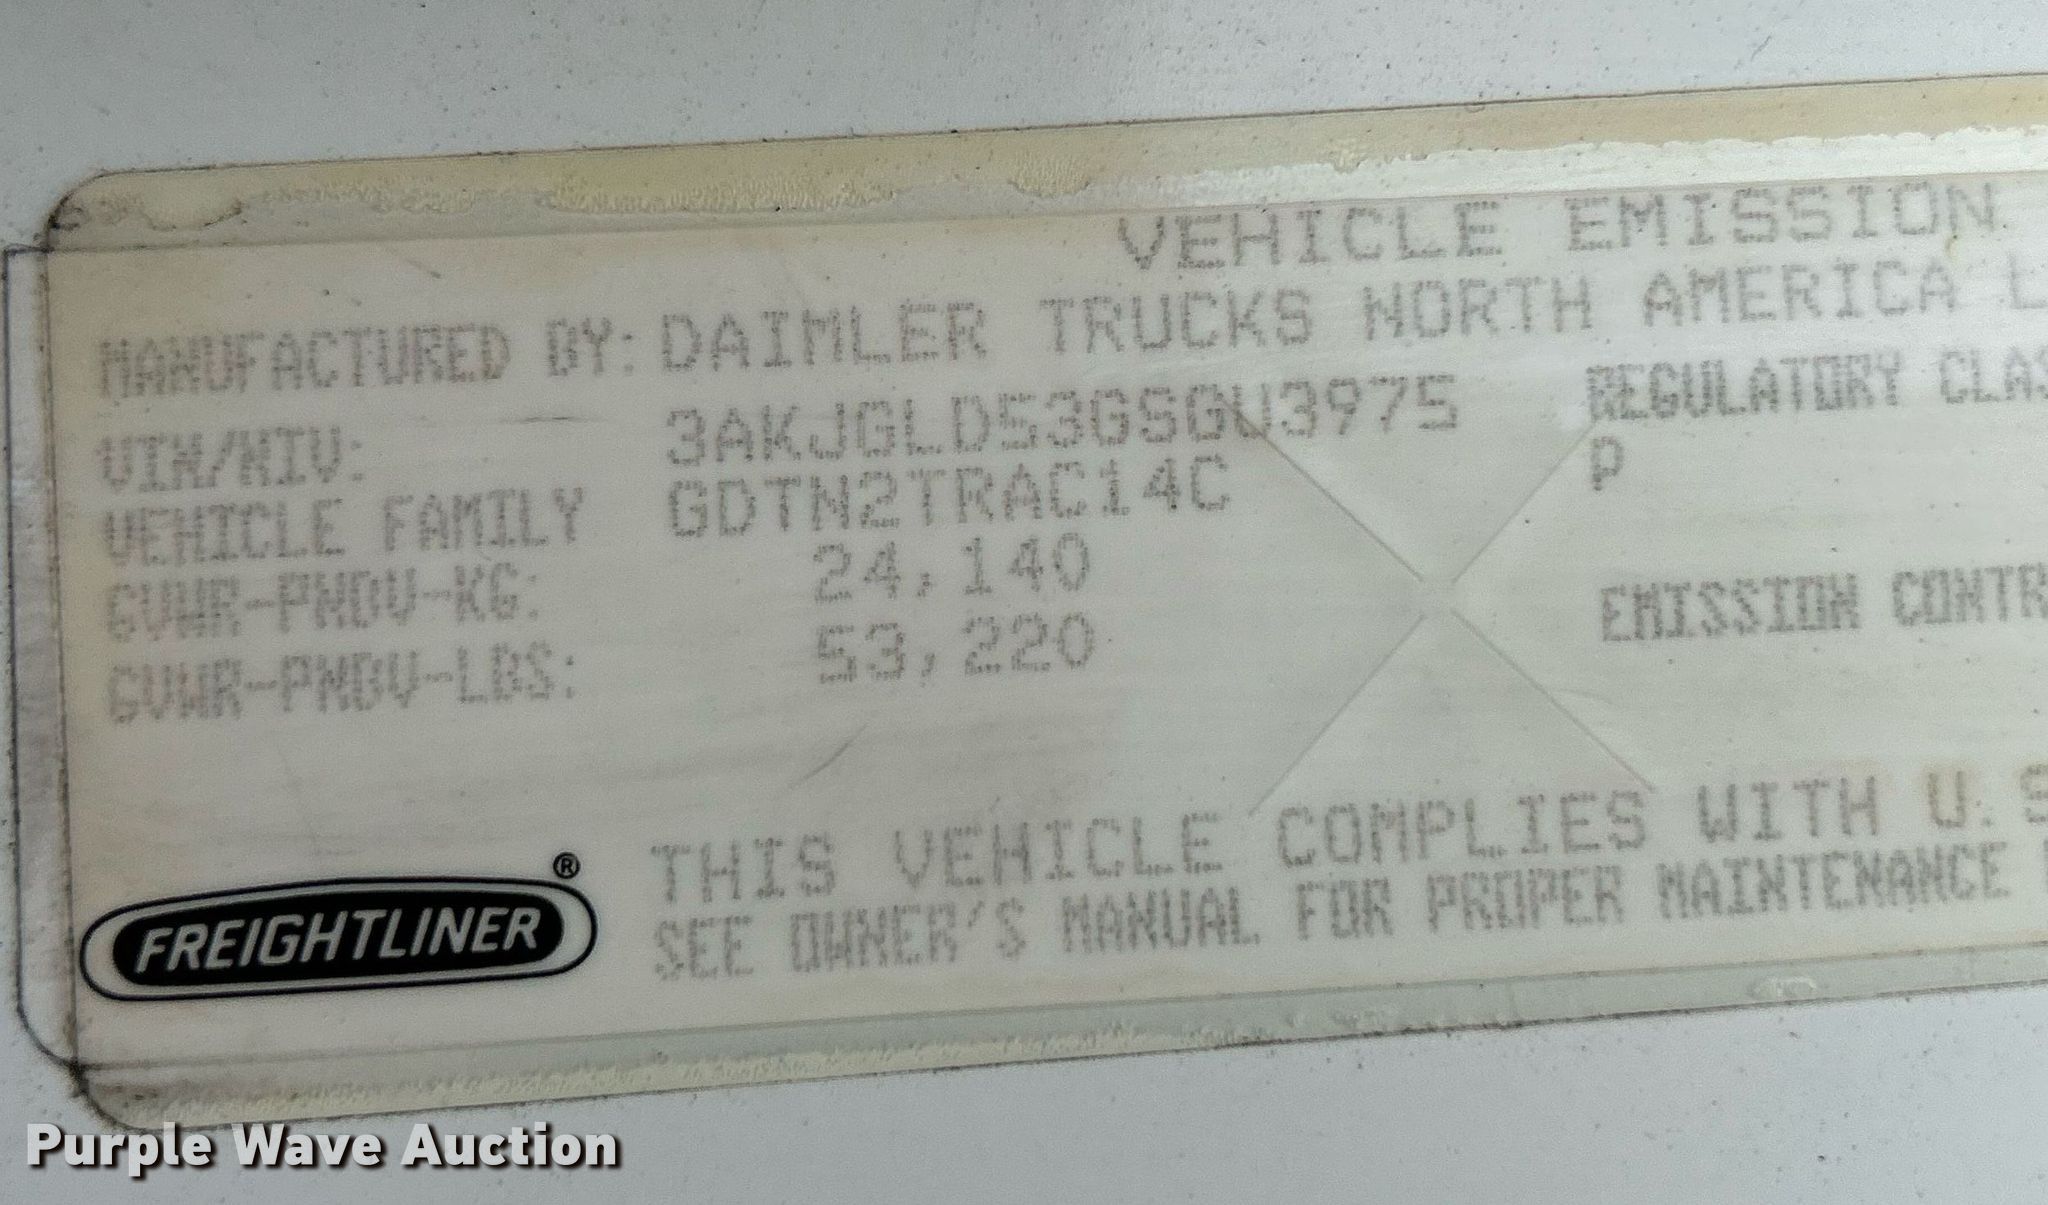 VEHICLE EMISSION
MANUFACTURED BY: DAIMLER TRUCKS NORTH AMERICA L
VIN/NIV: 3AKJGLD53GSGU3975 REGULATORY CLAS
VEHICLE FAMILY GDTN2TRAC14C P
GVWR-PNBV-KG: 24,140
GVWR-PNBV-LBS: 53,220 EMISSION CONTR
THIS VEHICLE COMPLIES WITH U.S
SEE OWNER'S MANUAL FOR PROPER MAINTENANCE
FREIGHTLINER®
Purple Wave Auction